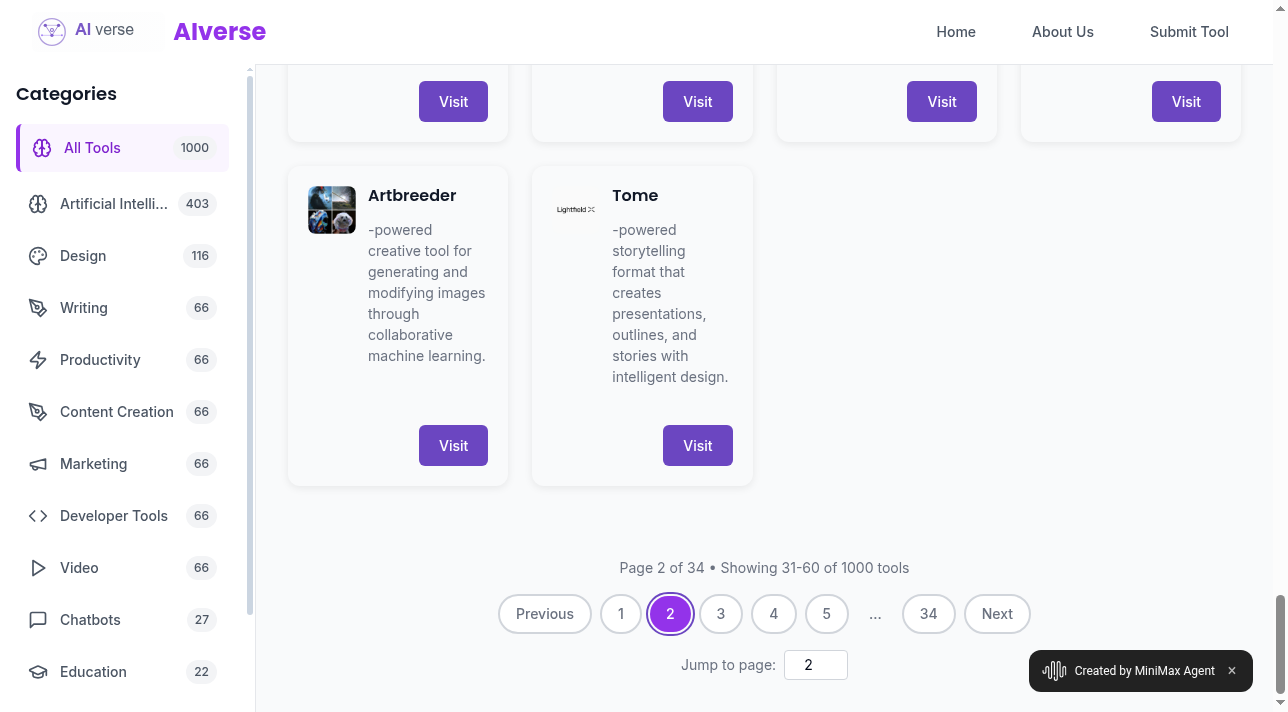 AI verse
AIverse
Home
About Us
Submit Tool
Categories
All Tools
1000
Artificial Intelli...
403
Design
116
Writing
66
Productivity
66
Content Creation
66
Marketing
66
Developer Tools
66
Video
66
Chatbots
27
Education
22
Visit
Visit
Visit
Visit
Artbreeder
-powered
creative tool for
generating and
modifying images
through
collaborative
machine learning.
Visit
Lightfield
Tome
-powered
storytelling
format that
creates
presentations,
outlines, and
stories with
intelligent design.
Visit
Page 2 of 34 • Showing 31-60 of 1000 tools
Previous
1
2
3
4
5
...
34
Next
Jump to page:
2
Created by MiniMax Agent ×